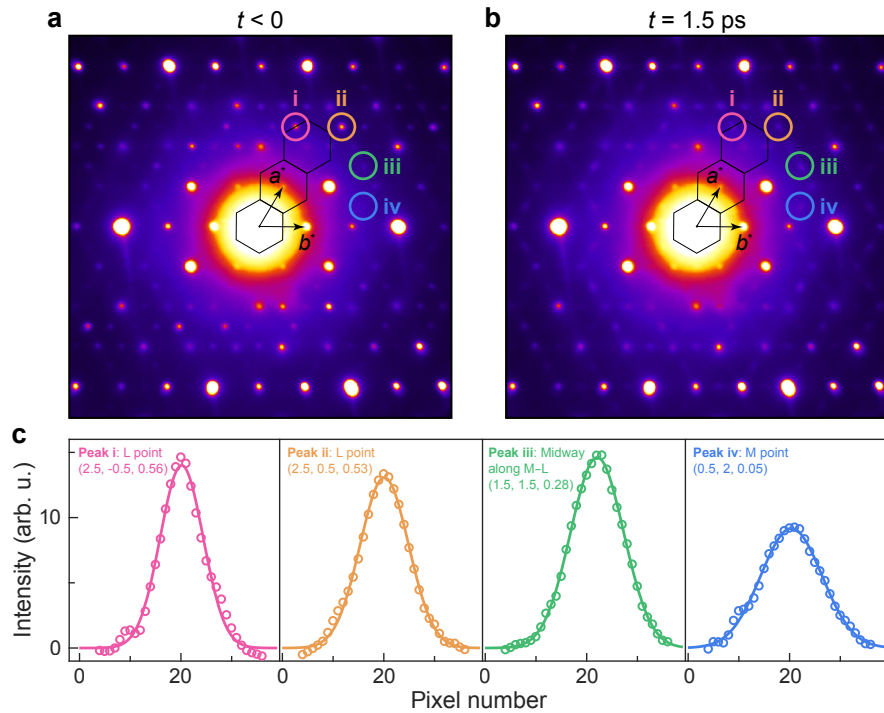 a
t < 0
b
t = 1.5 ps
i
ii
iii
iv
a*
b*
i
ii
iii
iv
a*
b*
c
Intensity (arb. u.)
10
0
Peak i: L point
(2.5, -0.5, 0.56)
Peak ii: L point
(2.5, 0.5, 0.53)
Peak iii: Midway
along M–L
(1.5, 1.5, 0.28)
Peak iv: M point
(0.5, 2, 0.05)
0 20 0 20 0 20 0 20
Pixel number